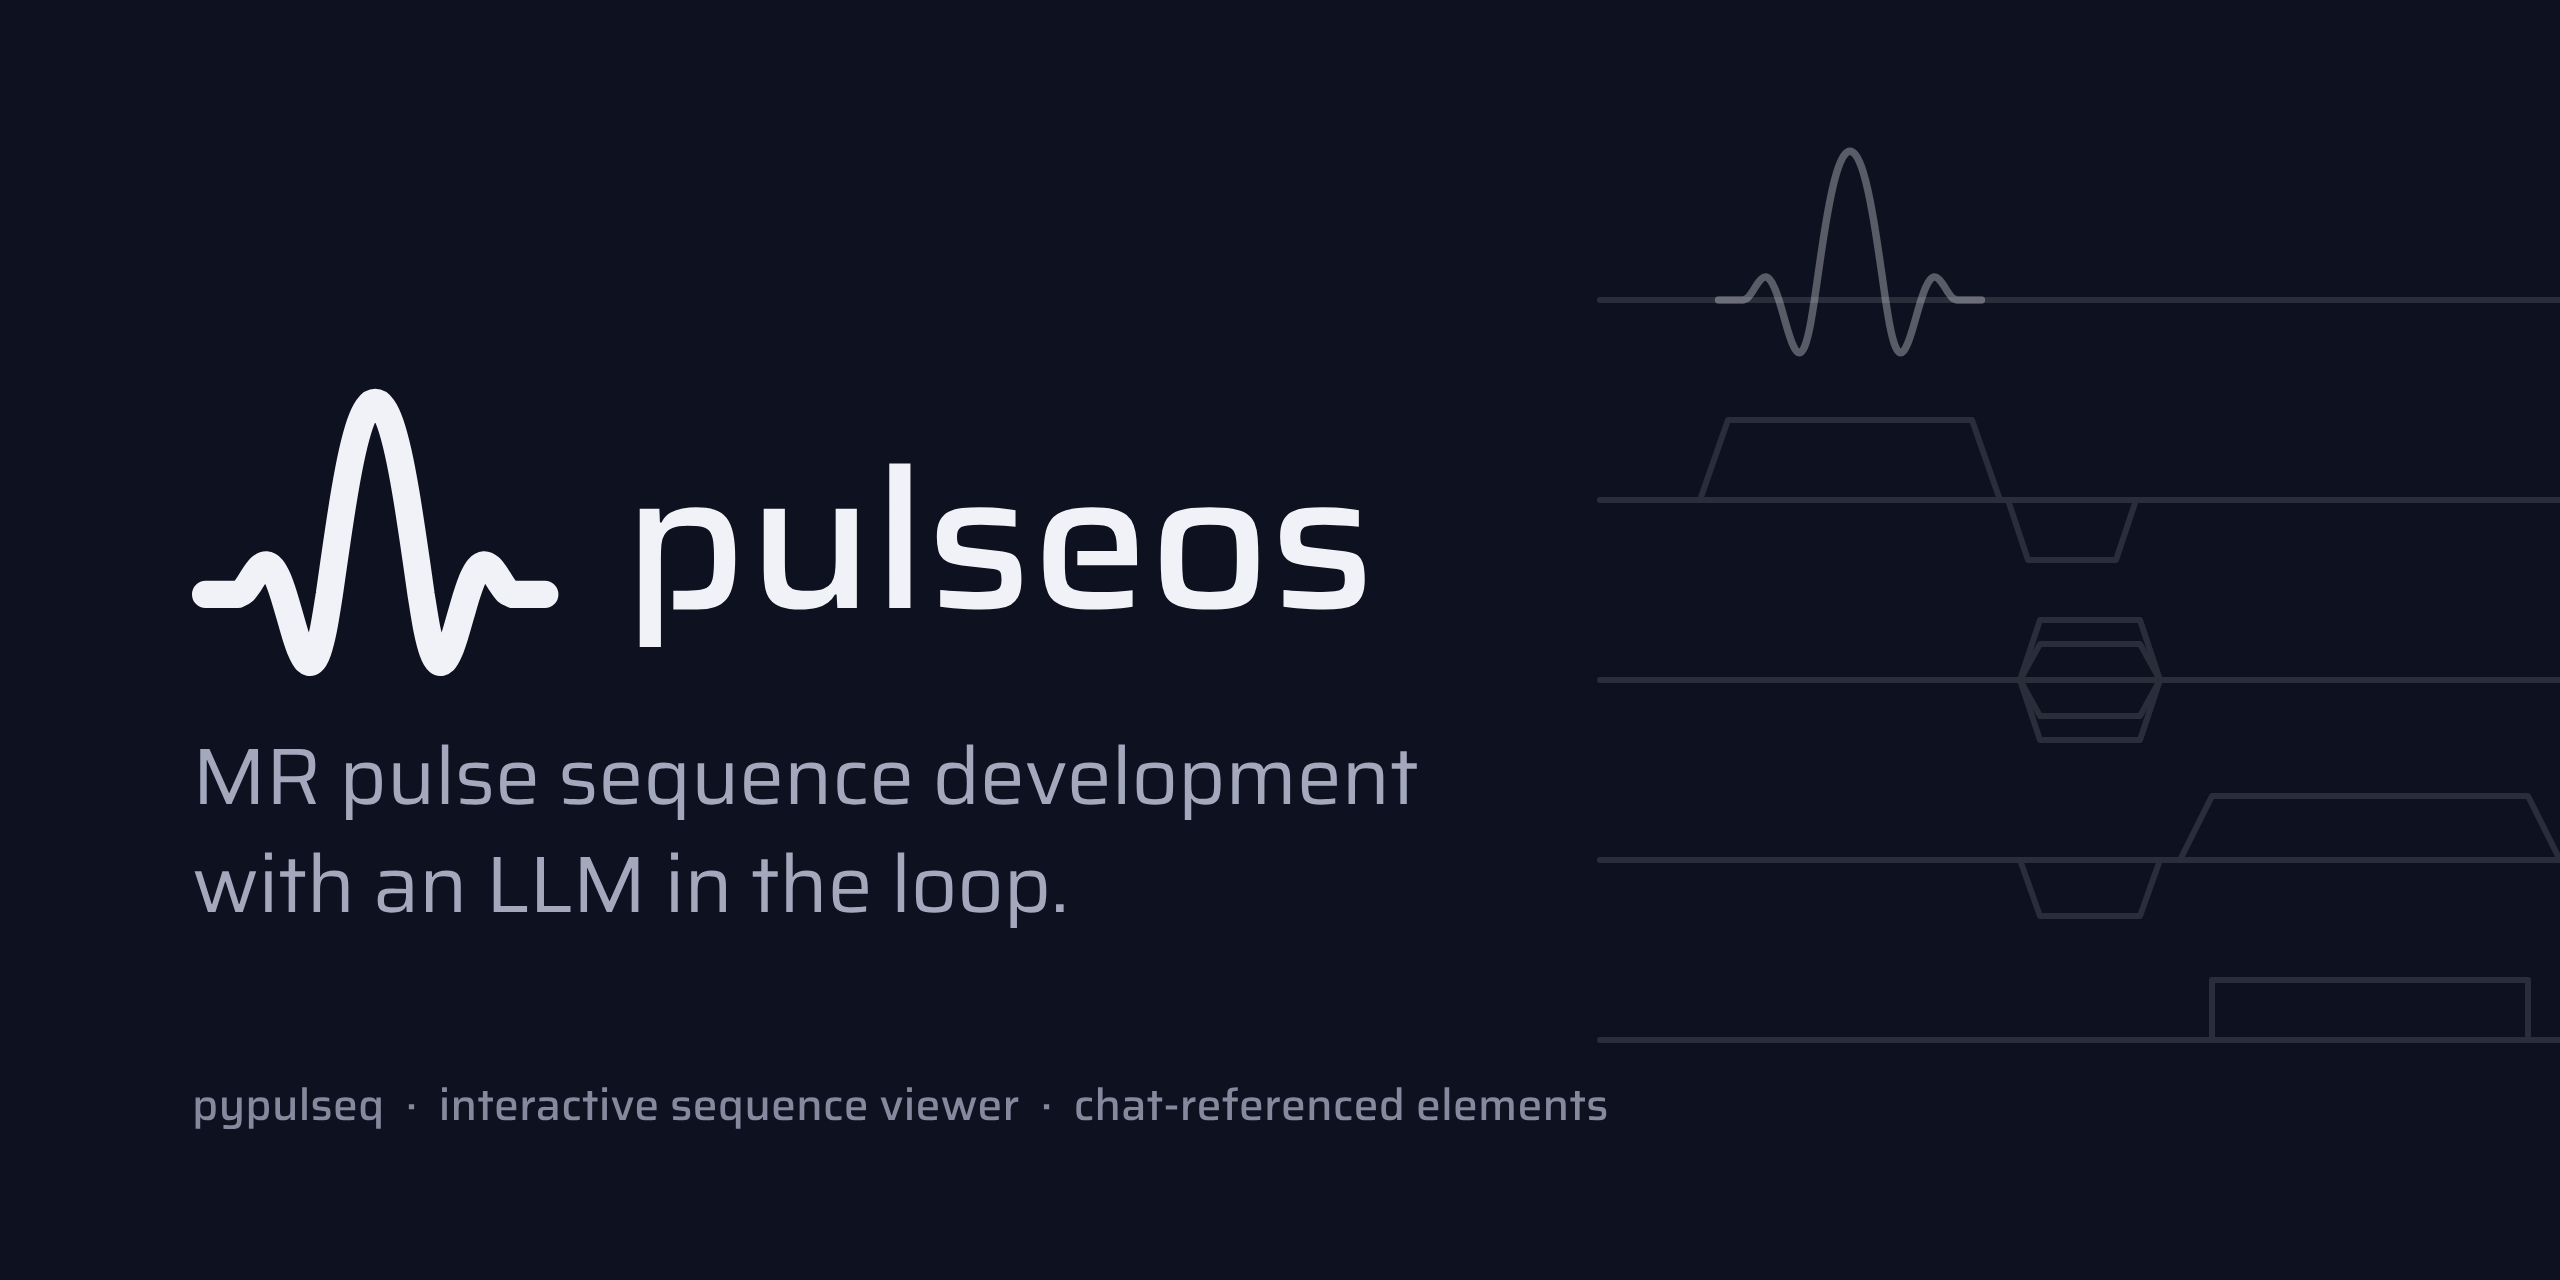 pulseos
MR pulse sequence development
with an LLM in the loop.
pypulseq · interactive sequence viewer · chat-referenced elements